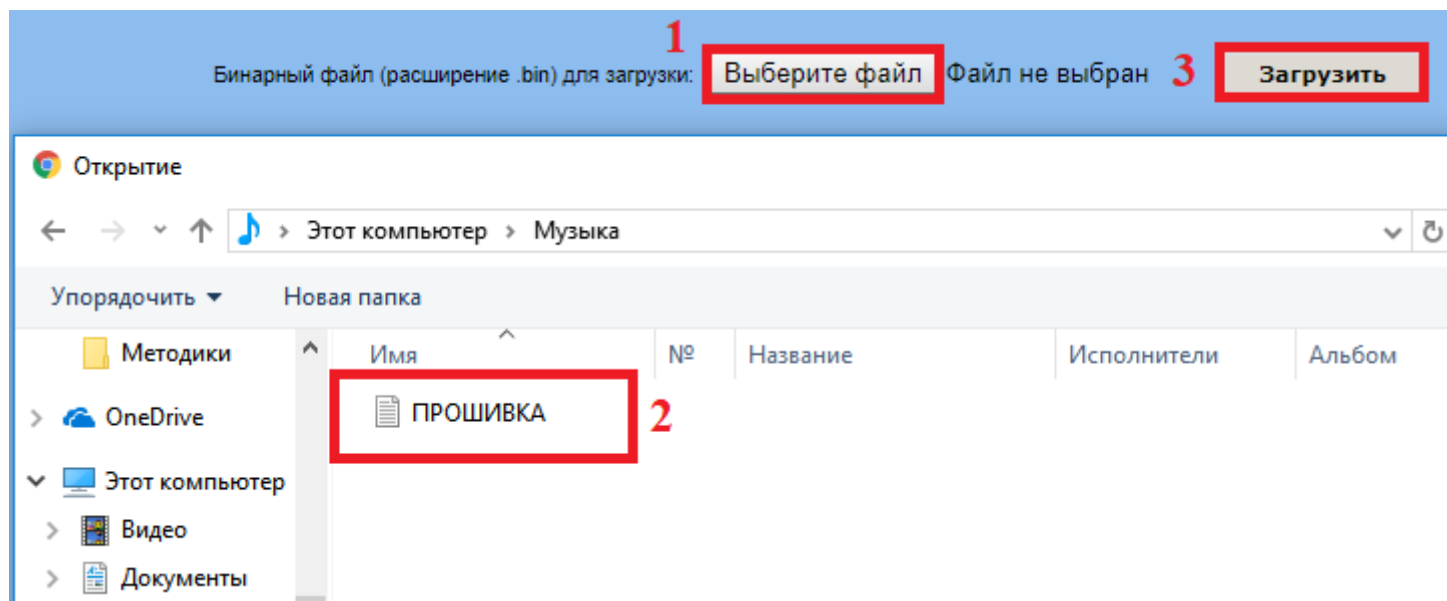 1
Бинарный файл (расширение .bin) для загрузки: Выберите файл Файл не выбран 3 Загрузить
Открытие
Этот компьютер > Музыка
Упорядочить Новая папка
Методики Имя № Название Исполнители Альбом
OneDrive ПРОШИВКА 2
Этот компьютер
Видео
Документы